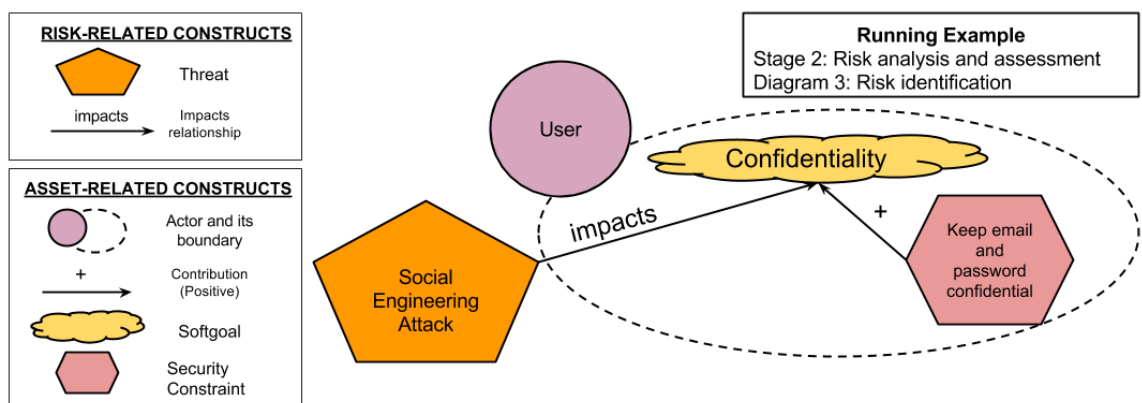 RISK-RELATED CONSTRUCTS
Threat
impacts
Impacts
relationship
ASSET-RELATED CONSTRUCTS
Actor and its
boundary
+
Contribution
(Positive)
Softgoal
Security
Constraint
Running Example
Stage 2: Risk analysis and assessment
Diagram 3: Risk identification
User
Confidentiality
impacts
+
Keep email
and
password
confidential
Social
Engineering
Attack